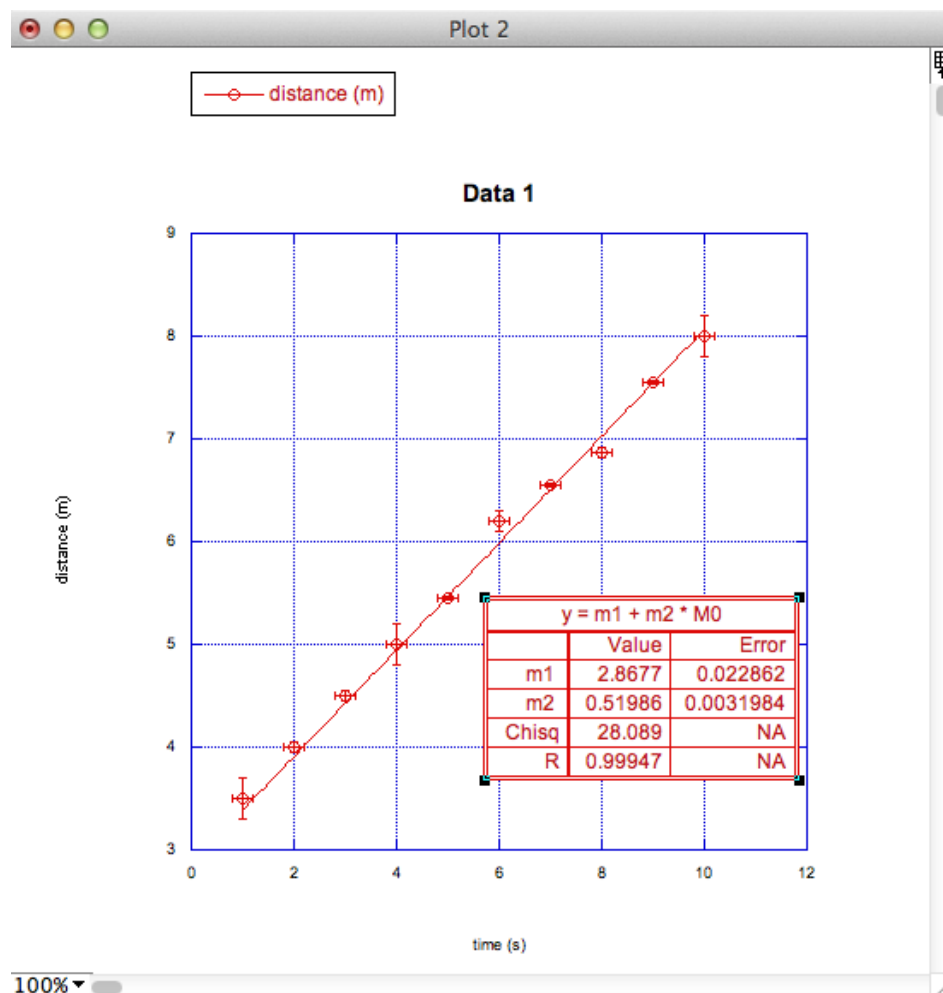 Plot 2
distance (m)
Data 1
9
8
7
6
5
4
3
distance (m)
y = m1 + m2 * M0
Value Error
m1 2.8677 0.022862
m2 0.51986 0.0031984
Chisq 28.089 NA
R 0.99947 NA
0 2 4 6 8 10 12
time (s)
100%